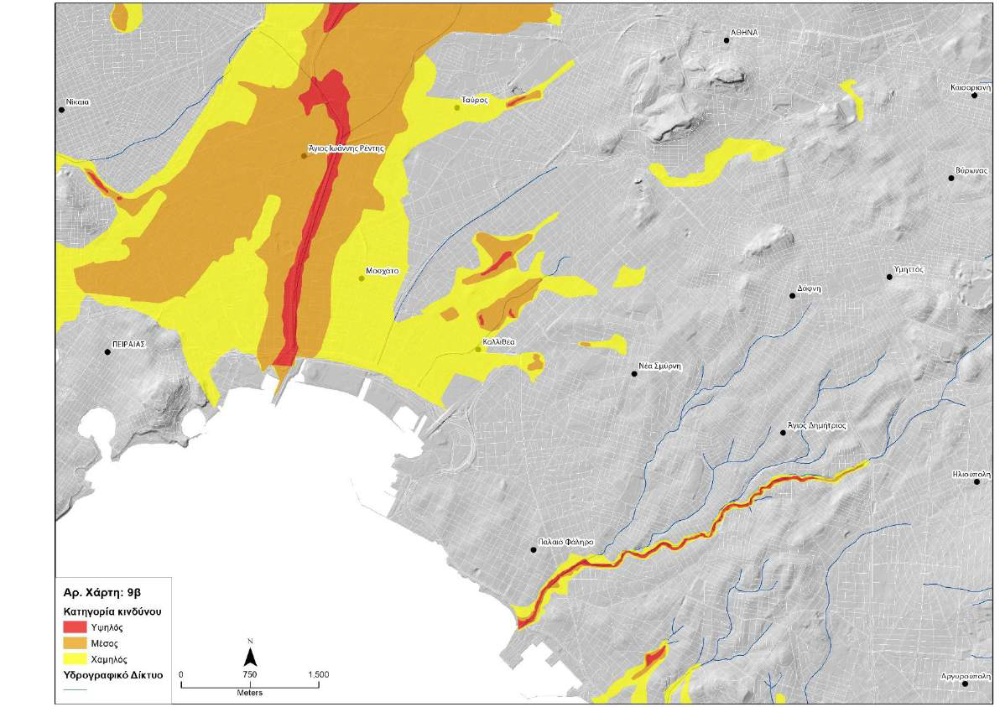 ΑΘΗΝΑ
Καισαριανή
Νίκαια
Ταύρος
Άγιος Ιωάννης Ρέντης
Βύρωνας
Μοσχάτο
Υμηττός
Δάφνη
ΠΕΙΡΑΙΑΣ
Καλλιθέα
Νέα Σμύρνη
Άγιος Δημήτριος
Ηλιούπολη
Παλαιό Φάληρο
Αργυρούπολη
Αρ. Χάρτη: 9β
Κατηγορία κινδύνου
Υψηλός
Μέσος
Χαμηλός
Υδρογραφικό Δίκτυο
N
0 750 1,500
Meters